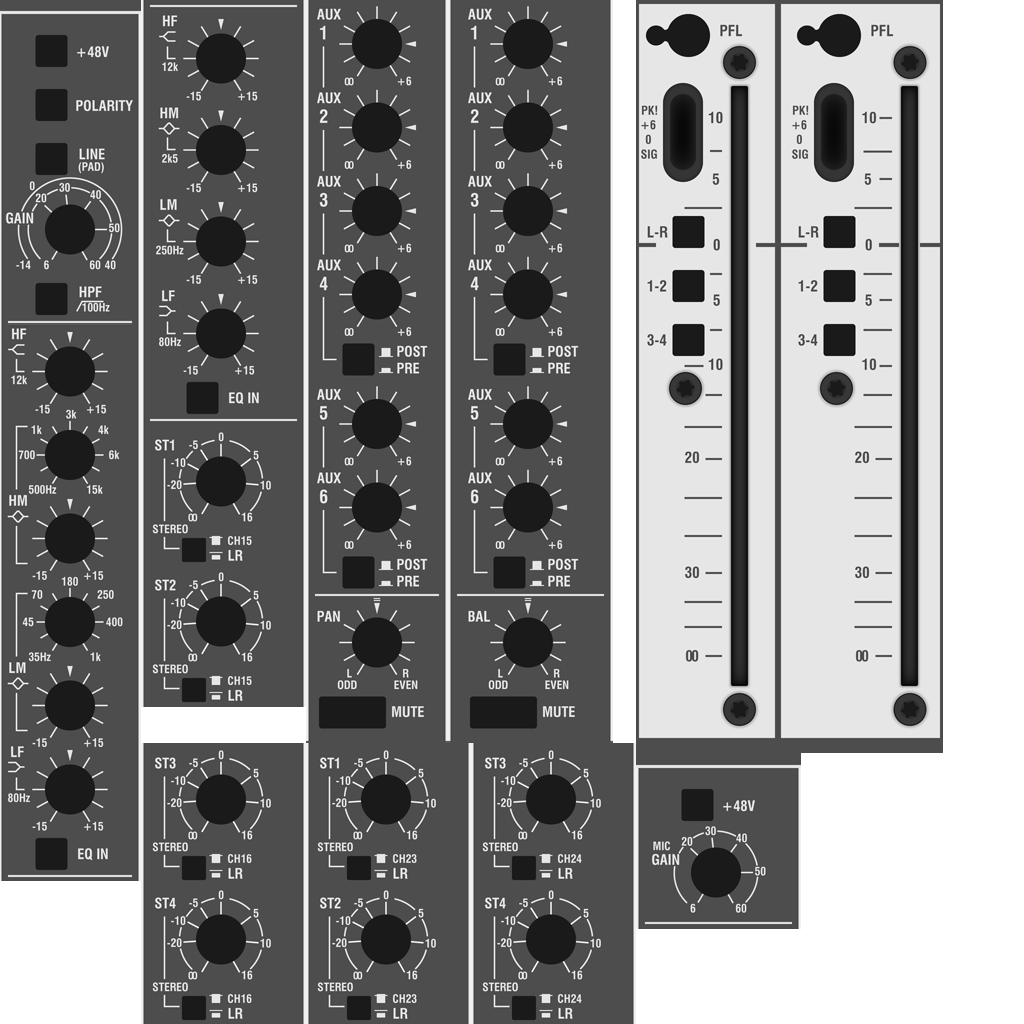 +48V
POLARITY
LINE
(PAD)
0
20
30
40
GAIN
50
-14
6
60 40
HPF
100Hz
HF
12k
-15 +15
3k
1k
4k
700
6k
500Hz
15k
HM
-15 +15
180
70
250
45
400
35Hz
1k
LM
-15 +15
LF
80Hz
-15 +15
EQ IN
HF
12k
-15 +15
HM
2k5
-15 +15
LM
250Hz
-15 +15
LF
80Hz
-15 +15
EQ IN
ST1
0
-5 5
-10
-20 10
∞ 16
STEREO
CH15
LR
ST2
0
-5 5
-10
-20 10
∞ 16
STEREO
CH15
LR
AUX
1
∞ +6
AUX
2
∞ +6
AUX
3
∞ +6
AUX
4
∞ +6
POST
PRE
AUX
5
∞ +6
AUX
6
∞ +6
POST
PRE
PAN
L R
ODD EVEN
MUTE
AUX
1
∞ +6
AUX
2
∞ +6
AUX
3
∞ +6
AUX
4
∞ +6
POST
PRE
AUX
5
∞ +6
AUX
6
∞ +6
POST
PRE
BAL
L R
ODD EVEN
MUTE
PFL
PK!
+6
0
SIG
10
5
L-R
0
1-2
5
3-4
10
20
30
∞
PFL
PK!
+6
0
SIG
10
5
L-R
0
1-2
5
3-4
10
20
30
∞
ST3
0
-5 5
-10
-20 10
∞ 16
STEREO
CH16
LR
ST4
0
-5 5
-10
-20 10
∞ 16
STEREO
CH16
LR
ST1
0
-5 5
-10
-20 10
∞ 16
STEREO
CH23
LR
ST2
0
-5 5
-10
-20 10
∞ 16
STEREO
CH23
LR
ST3
0
-5 5
-10
-20 10
∞ 16
STEREO
CH24
LR
ST4
0
-5 5
-10
-20 10
∞ 16
STEREO
CH24
LR
+48V
MIC
GAIN
20
30
40
50
6 60